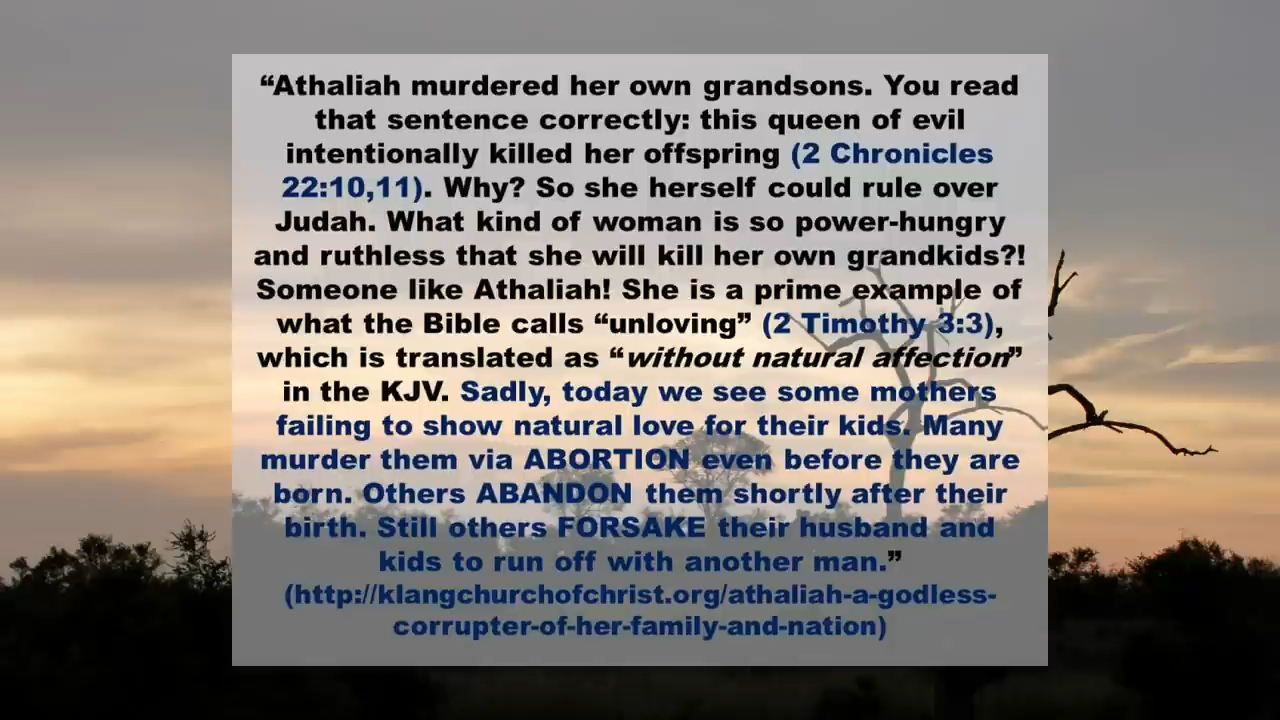 “Athaliah murdered her own grandsons. You read
that sentence correctly: this queen of evil
intentionally killed her offspring (2 Chronicles
22:10,11). Why? So she herself could rule over
Judah. What kind of woman is so power-hungry
and ruthless that she will kill her own grandkids?!
Someone like Athaliah! She is a prime example of
what the Bible calls “unloving” (2 Timothy 3:3),
which is translated as “without natural affection”
in the KJV. Sadly, today we see some mothers
failing to show natural love for their kids. Many
murder them via ABORTION even before they are
born. Others ABANDON them shortly after their
birth. Still others FORSAKE their husband and
kids to run off with another man.”
(http://klangchurchofchrist.org/athaliah-a-godless-
corrupter-of-her-family-and-nation)